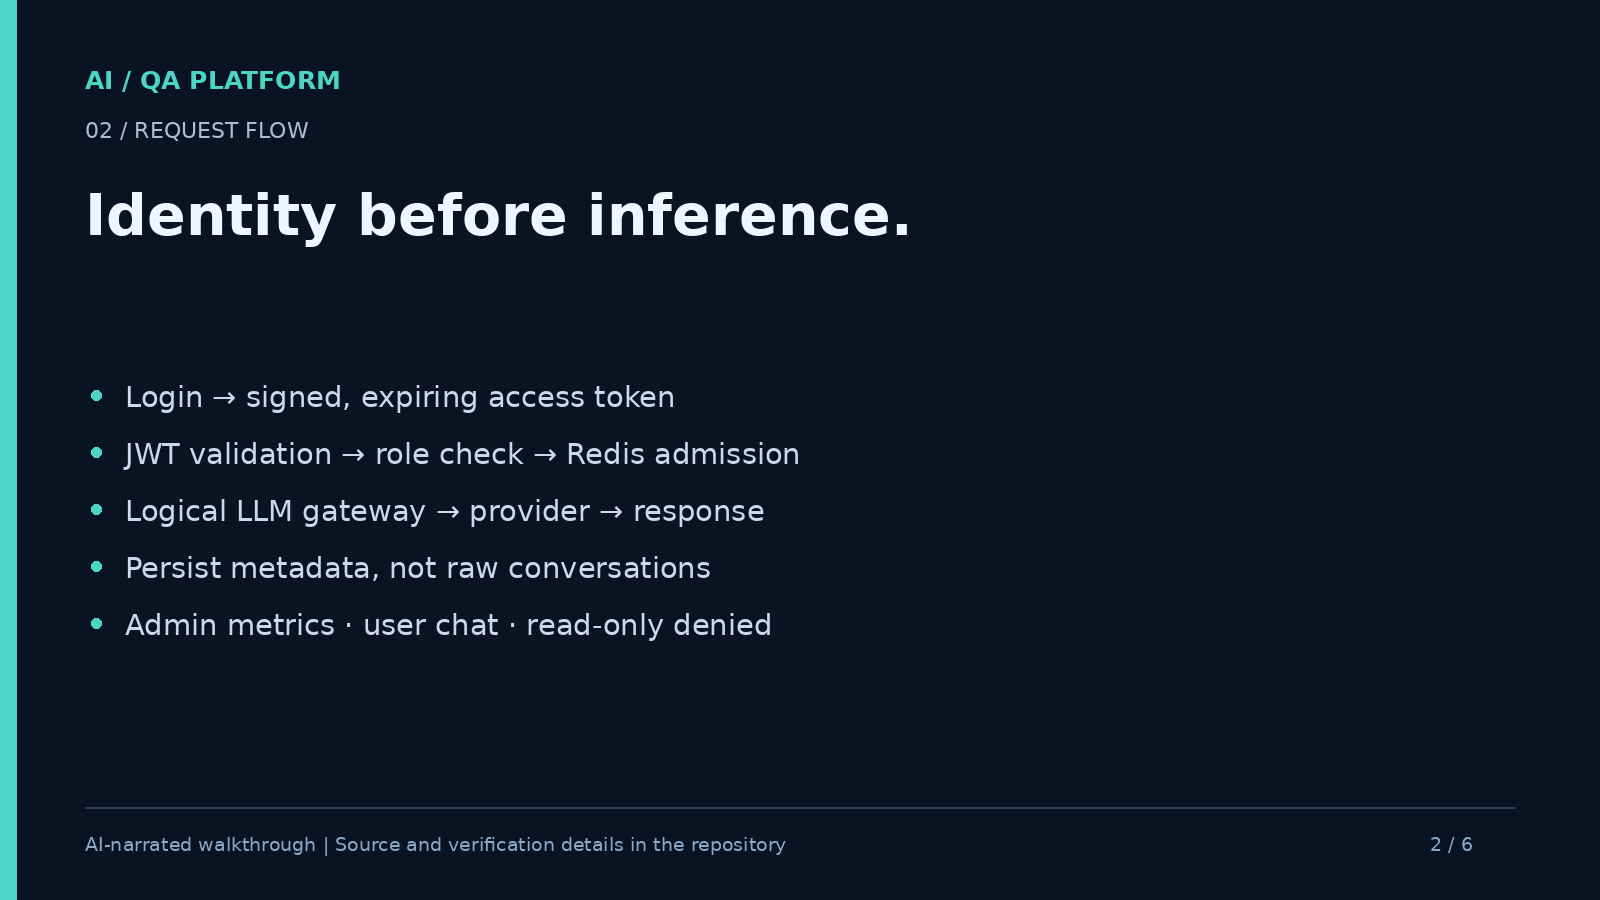 AI / QA PLATFORM
02 / REQUEST FLOW
Identity before inference.
• Login → signed, expiring access token
• JWT validation → role check → Redis admission
• Logical LLM gateway → provider → response
• Persist metadata, not raw conversations
• Admin metrics · user chat · read-only denied
AI-narrated walkthrough | Source and verification details in the repository
2 / 6